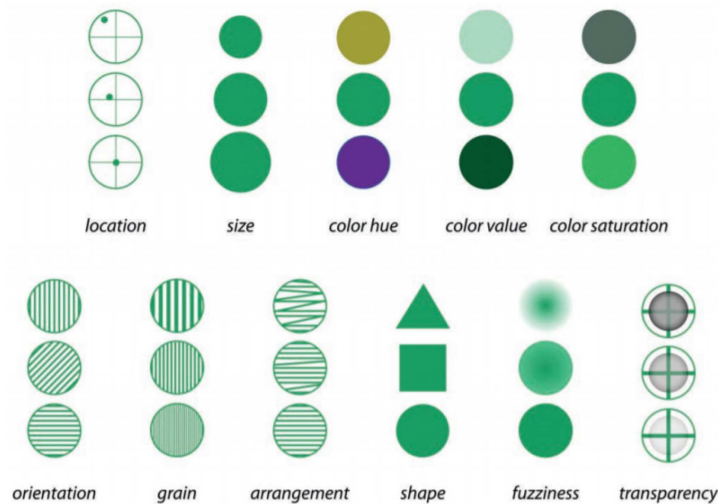 location size color hue color value color saturation
orientation grain arrangement shape fuzziness transparency